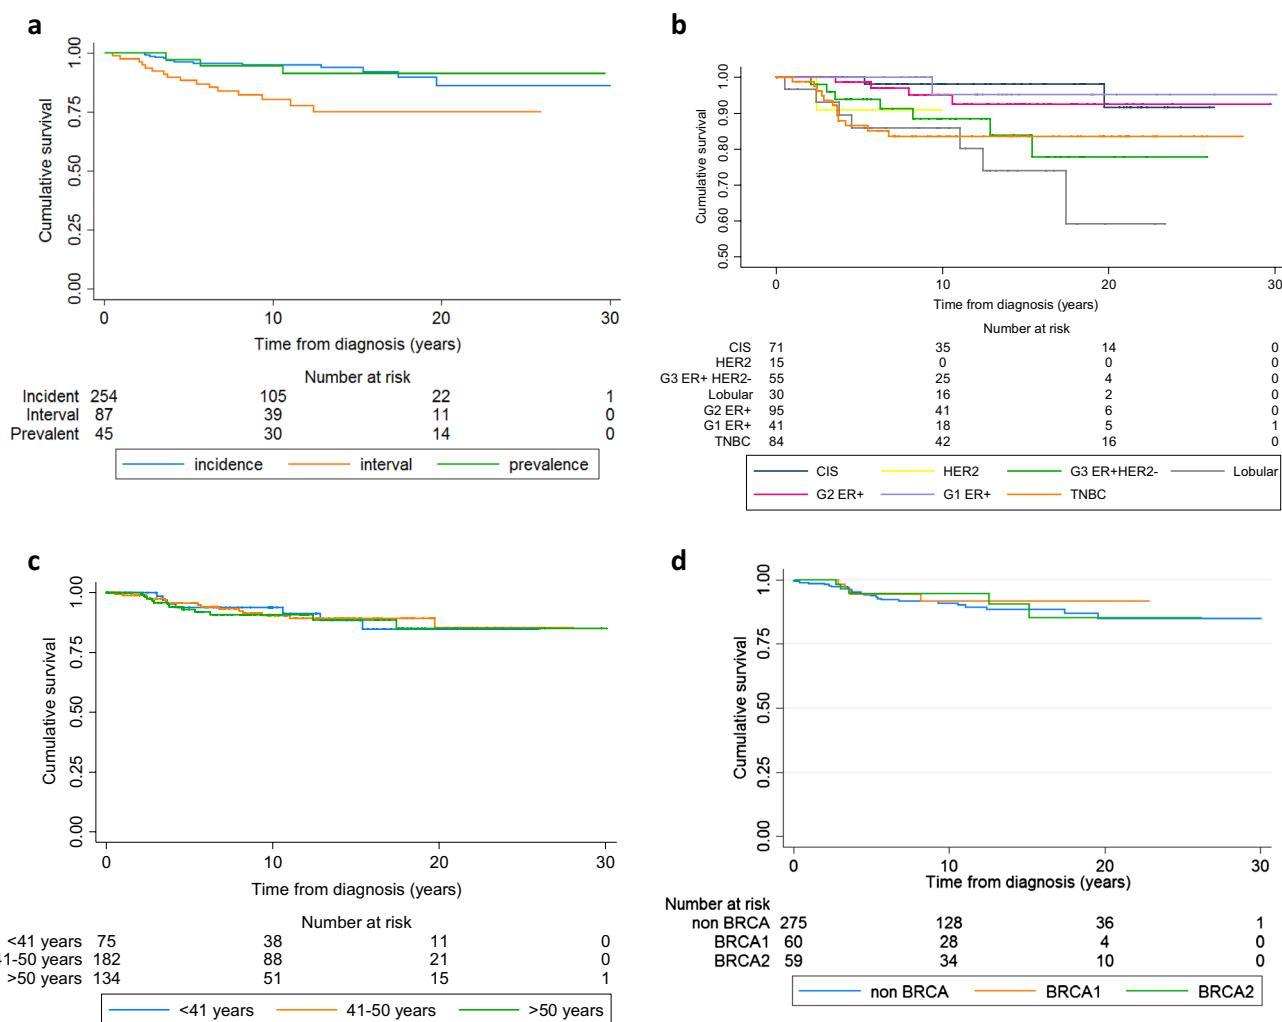 a
1.00
0.75
0.50
0.25
0.00
Cumulative survival
0 10 20 30
Time from diagnosis (years)
Number at risk
Incident 254 105 22 1
Interval 87 39 11 0
Prevalent 45 30 14 0
incidence interval prevalence
b
1.00
0.90
0.80
0.70
0.60
0.50
Cumulative survival
0 10 20 30
Time from diagnosis (years)
Number at risk
CIS 71 35 14 0
HER2 15 0 0 0
G3 ER+ HER2- 55 25 4 0
Lobular 30 16 2 0
G2 ER+ 95 41 6 0
G1 ER+ 41 18 5 1
TNBC 84 42 16 0
CIS HER2 G3 ER+HER2- Lobular
G2 ER+ G1 ER+ TNBC
c
1.00
0.75
0.50
0.25
0.00
Cumulative survival
0 10 20 30
Time from diagnosis (years)
Number at risk
<41 years 75 38 11 0
1-50 years 182 88 21 0
>50 years 134 51 15 1
<41 years 41-50 years >50 years
d
1.00
0.75
0.50
0.25
0.00
Cumulative survival
0 10 20 30
Time from diagnosis (years)
Number at risk
non BRCA 275 128 36 1
BRCA1 60 28 4 0
BRCA2 59 34 10 0
non BRCA BRCA1 BRCA2